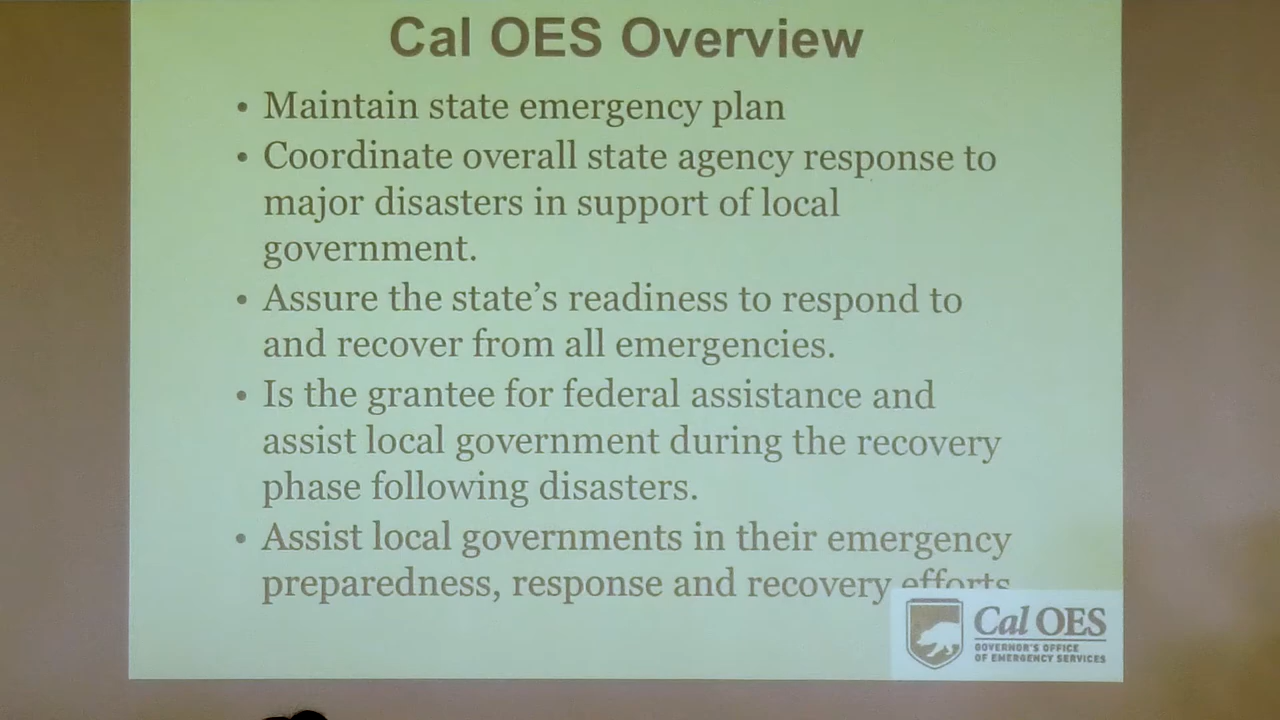 Cal OES Overview
• Maintain state emergency plan
• Coordinate overall state agency response to
major disasters in support of local
government.
• Assure the state’s readiness to respond to
and recover from all emergencies.
• Is the grantee for federal assistance and
assist local government during the recovery
phase following disasters.
• Assist local governments in their emergency
preparedness, response and recovery efforts
Cal OES
GOVERNOR'S OFFICE
OF EMERGENCY SERVICES